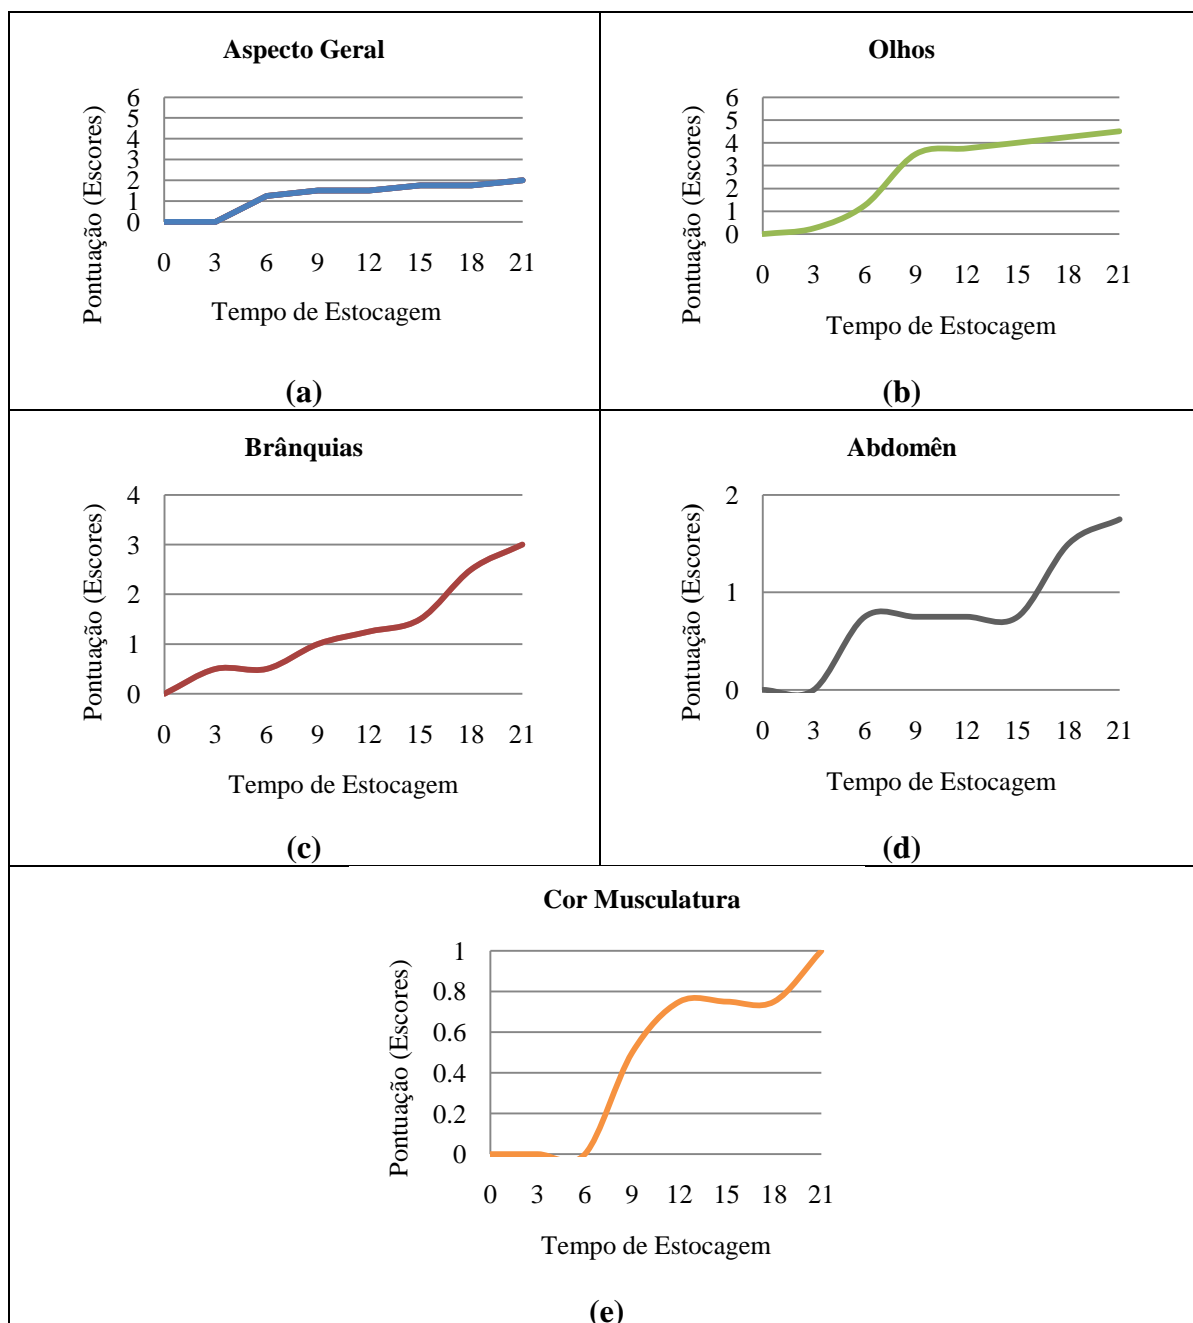 Aspecto Geral
Pontuação (Escores)
6
5
4
3
2
1
0
0 3 6 9 12 15 18 21
Tempo de Estocagem
(a)
Olhos
Pontuação (Escores)
6
5
4
3
2
1
0
0 3 6 9 12 15 18 21
Tempo de Estocagem
(b)
Brânquias
Pontuação (Escores)
4
3
2
1
0
0 3 6 9 12 15 18 21
Tempo de Estocagem
(c)
Abdomên
Pontuação (Escores)
2
1
0
0 3 6 9 12 15 18 21
Tempo de Estocagem
(d)
Cor Musculatura
Pontuação (Escores)
1
0.8
0.6
0.4
0.2
0
0 3 6 9 12 15 18 21
Tempo de Estocagem
(e)